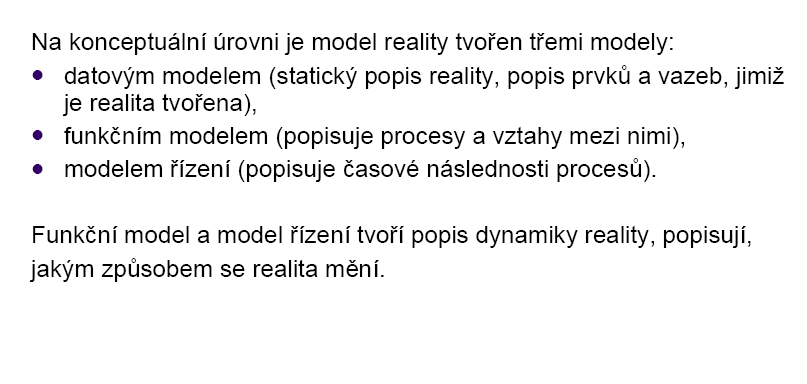 Na konceptuální úrovni je model reality tvořen třemi modely:
• datovým modelem (statický popis reality, popis prvků a vazeb, jimiž
je realita tvořena),
• funkčním modelem (popisuje procesy a vztahy mezi nimi),
• modelem řízení (popisuje časové následnosti procesů).
Funkční model a model řízení tvoří popis dynamiky reality, popisují,
jakým způsobem se realita mění.